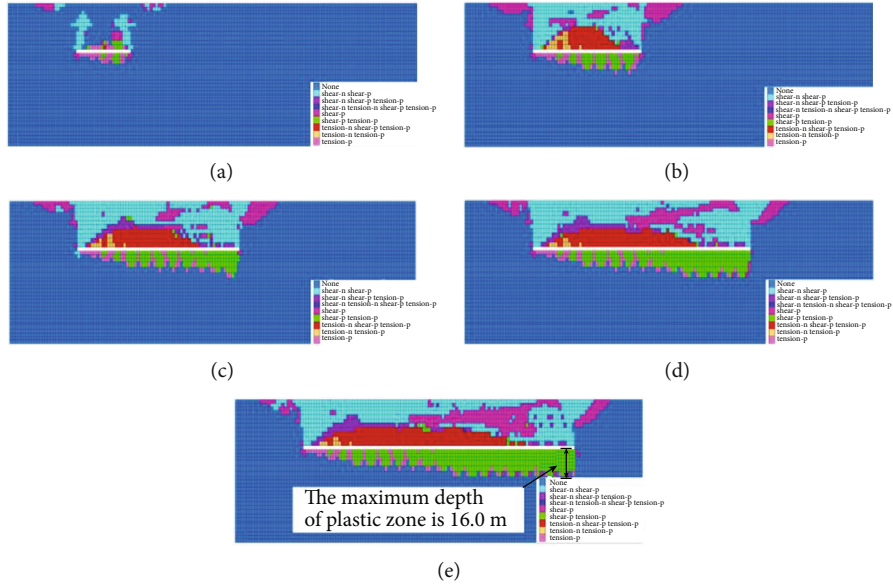 None
shear-n shear-p
shear-n shear-p tension-p
shear-n tension-n shear-p tension-p
shear-p
shear-p tension-p
tension-n shear-p tension-p
tension-n tension-p
tension-p
(a)
None
shear-n shear-p
shear-n shear-p tension-p
shear-n tension-n shear-p tension-p
shear-p
shear-p tension-p
tension-n shear-p tension-p
tension-n tension-p
tension-p
(b)
None
shear-n shear-p
shear-n shear-p tension-p
shear-n tension-n shear-p tension-p
shear-p
shear-p tension-p
tension-n shear-p tension-p
tension-n tension-p
tension-p
(c)
None
shear-n shear-p
shear-n shear-p tension-p
shear-n tension-n shear-p tension-p
shear-p
shear-p tension-p
tension-n shear-p tension-p
tension-n tension-p
tension-p
(d)
The maximum depth
of plastic zone is 16.0 m
None
shear-n shear-p
shear-n shear-p tension-p
shear-n tension-n shear-p tension-p
shear-p
shear-p tension-p
tension-n shear-p tension-p
tension-n tension-p
tension-p
(e)